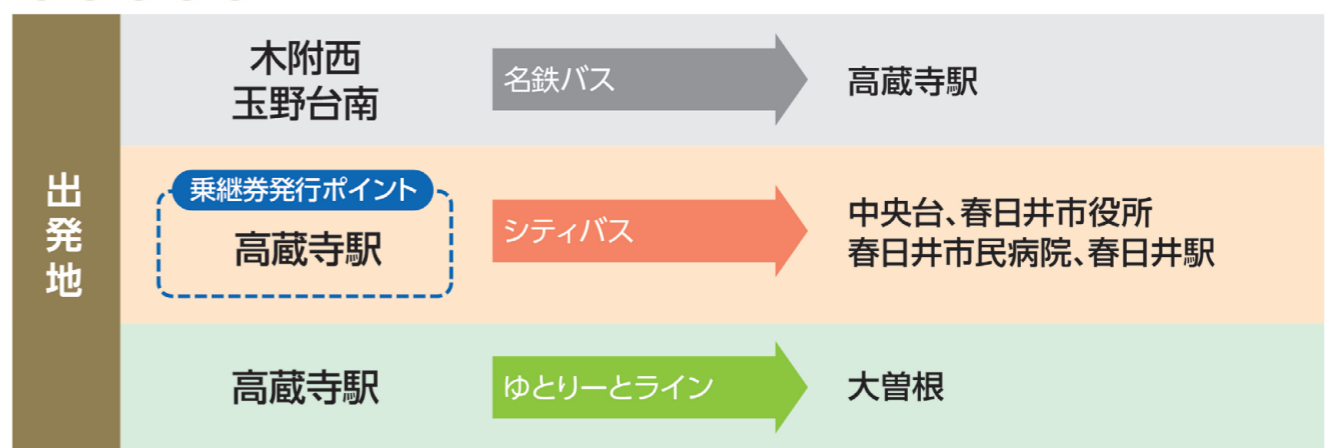 出発地
木附西
玉野台南
名鉄バス
高蔵寺駅
乗継券発行ポイント
高蔵寺駅
シティバス
中央台、春日井市役所
春日井市民病院、春日井駅
高蔵寺駅
ゆとりーとライン
大曽根